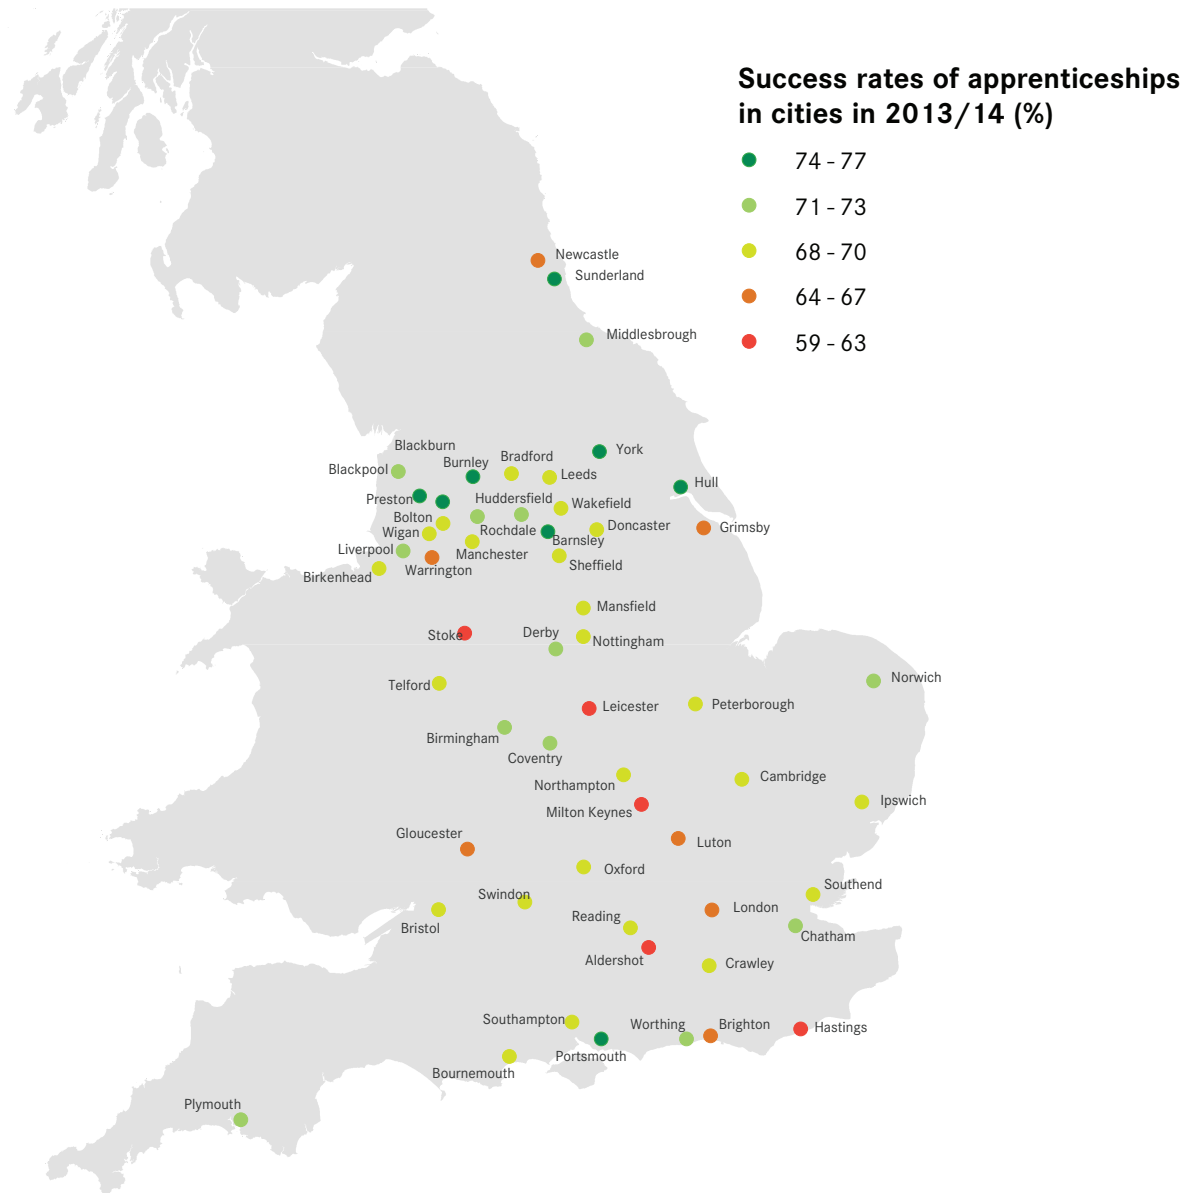 Success rates of apprenticeships
in cities in 2013/14 (%)
74 - 77
71 - 73
68 - 70
64 - 67
59 - 63
Newcastle
Sunderland
Middlesbrough
Blackburn
York
Bradford
Burnley
Blackpool
Leeds
Hull
Preston
Huddersfield
Wakefield
Bolton
Doncaster
Grimsby
Rochdale
Wigan
Barnsley
Liverpool
Manchester
Sheffield
Warrington
Birkenhead
Mansfield
Stoke
Derby
Nottingham
Norwich
Telford
Leicester
Peterborough
Birmingham
Coventry
Cambridge
Northampton
Ipswich
Milton Keynes
Gloucester
Luton
Oxford
Southend
Swindon
London
Reading
Bristol
Chatham
Aldershot
Crawley
Southampton
Worthing
Brighton
Hastings
Portsmouth
Bournemouth
Plymouth